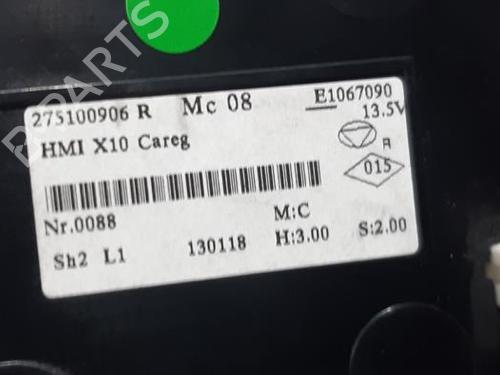 B-PARTS
275100906 R Mc 08 E1067090
13.5V
HMI X10 Careg
R
015
Nr.0088
M:C
Sh2 L1 130118 H:3.00 S:2.00